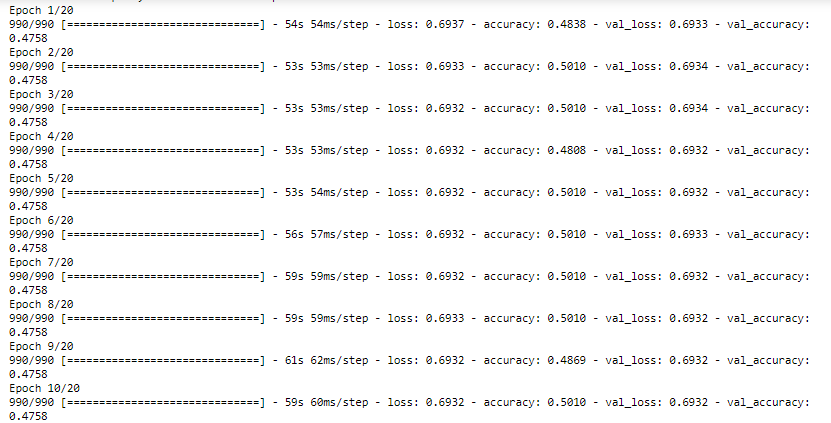 Epoch 1/20
990/990 [==============================] - 54s 54ms/step - loss: 0.6937 - accuracy: 0.4838 - val_loss: 0.6933 - val_accuracy:
0.4758
Epoch 2/20
990/990 [==============================] - 53s 53ms/step - loss: 0.6933 - accuracy: 0.5010 - val_loss: 0.6934 - val_accuracy:
0.4758
Epoch 3/20
990/990 [==============================] - 53s 53ms/step - loss: 0.6932 - accuracy: 0.5010 - val_loss: 0.6934 - val_accuracy:
0.4758
Epoch 4/20
990/990 [==============================] - 53s 53ms/step - loss: 0.6932 - accuracy: 0.4808 - val_loss: 0.6932 - val_accuracy:
0.4758
Epoch 5/20
990/990 [==============================] - 53s 54ms/step - loss: 0.6932 - accuracy: 0.5010 - val_loss: 0.6932 - val_accuracy:
0.4758
Epoch 6/20
990/990 [==============================] - 56s 57ms/step - loss: 0.6932 - accuracy: 0.5010 - val_loss: 0.6933 - val_accuracy:
0.4758
Epoch 7/20
990/990 [==============================] - 59s 59ms/step - loss: 0.6932 - accuracy: 0.5010 - val_loss: 0.6932 - val_accuracy:
0.4758
Epoch 8/20
990/990 [==============================] - 59s 59ms/step - loss: 0.6933 - accuracy: 0.5010 - val_loss: 0.6932 - val_accuracy:
0.4758
Epoch 9/20
990/990 [==============================] - 61s 62ms/step - loss: 0.6932 - accuracy: 0.4869 - val_loss: 0.6932 - val_accuracy:
0.4758
Epoch 10/20
990/990 [==============================] - 59s 60ms/step - loss: 0.6932 - accuracy: 0.5010 - val_loss: 0.6932 - val_accuracy:
0.4758